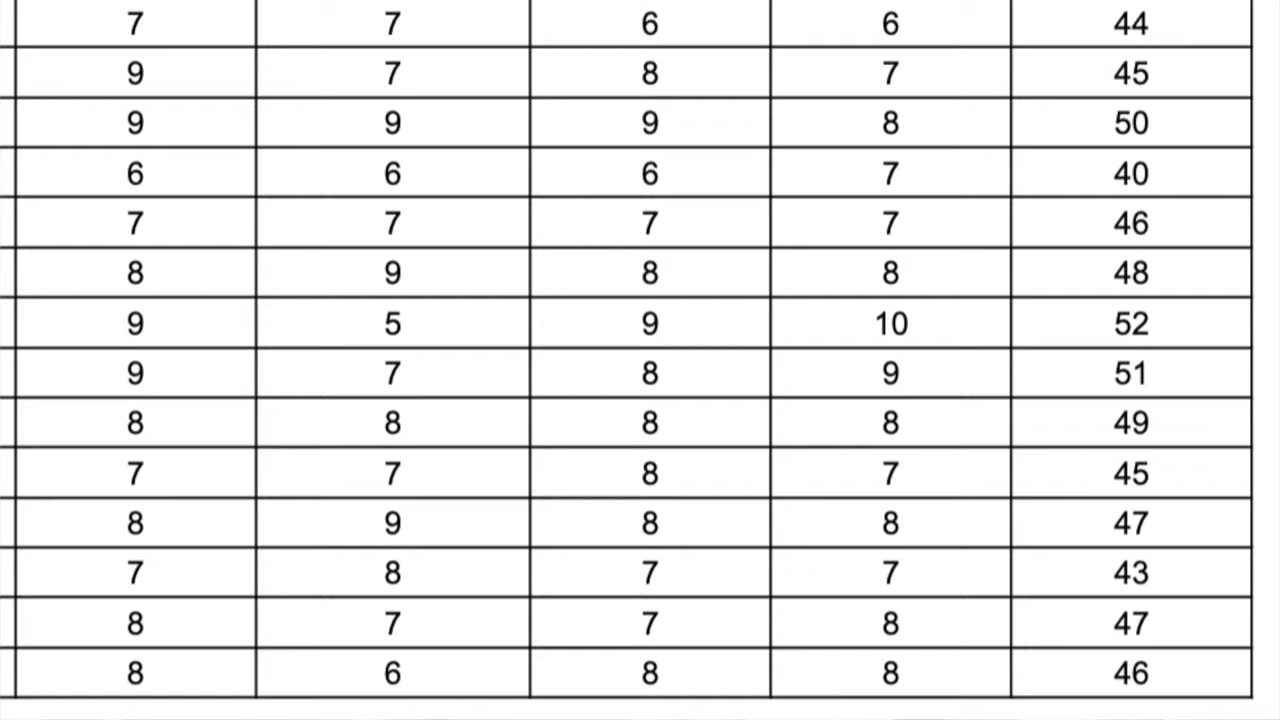 7 7 6 6 44
9 7 8 7 45
9 9 9 8 50
6 6 6 7 40
7 7 7 7 46
8 9 8 8 48
9 5 9 10 52
9 7 8 9 51
8 8 8 8 49
7 7 8 7 45
8 9 8 8 47
7 8 7 7 43
8 7 7 8 47
8 6 8 8 46